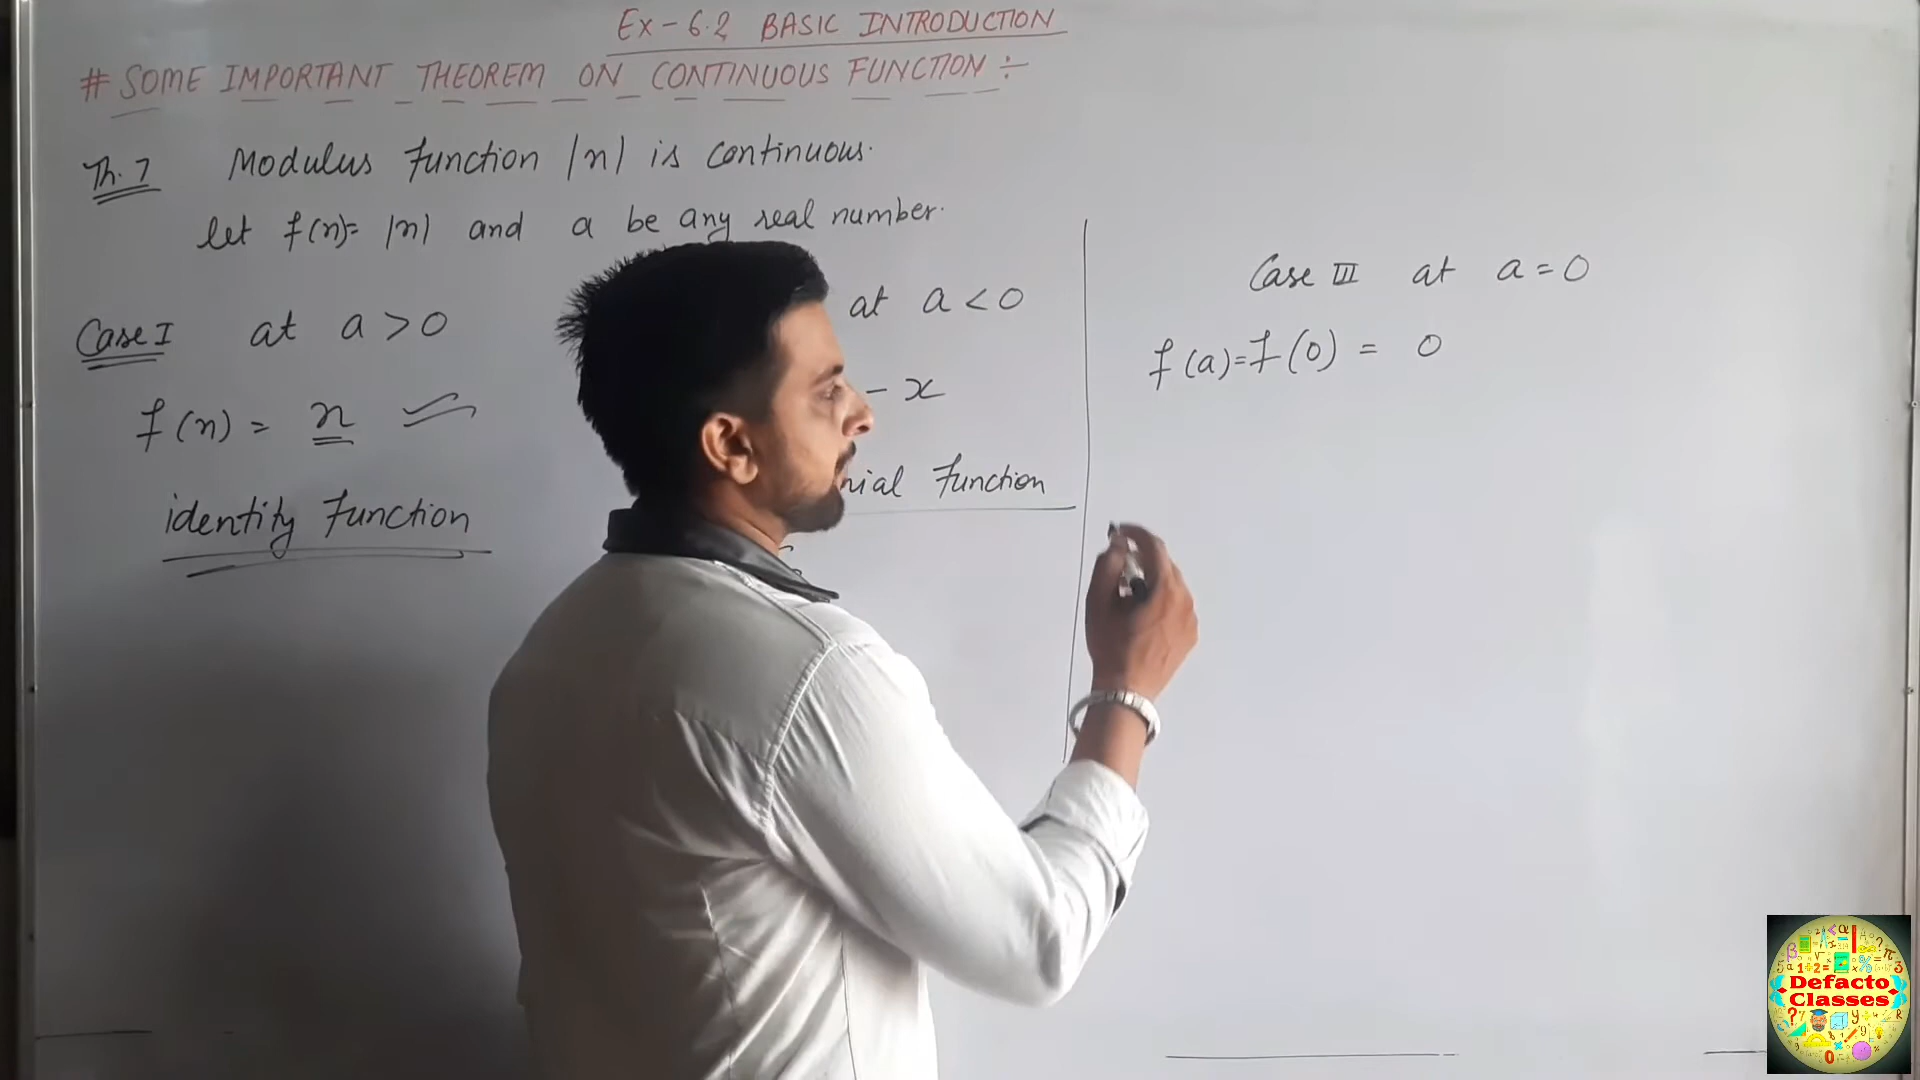 Ex - 6.2 BASIC INTRODUCTION
# SOME IMPORTANT THEOREM ON CONTINUOUS FUNCTION ÷
Th. 7 Modulus Function |n| is continuous.
let f(n)= |n| and a be any real number.
Case I at a > 0
f(n) = n
identity Function
at a < 0
- x
nial Function
Case III at a = 0
f(a)=f(0) = 0
Defacto
Classes